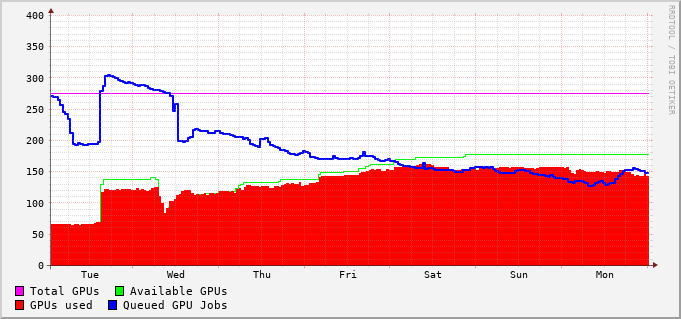 400
350
300
250
200
150
100
50
0
Tue Wed Thu Fri Sat Sun Mon
Total GPUs Available GPUs
GPUs used Queued GPU Jobs
RRDTOOL / TOBI OETIKER